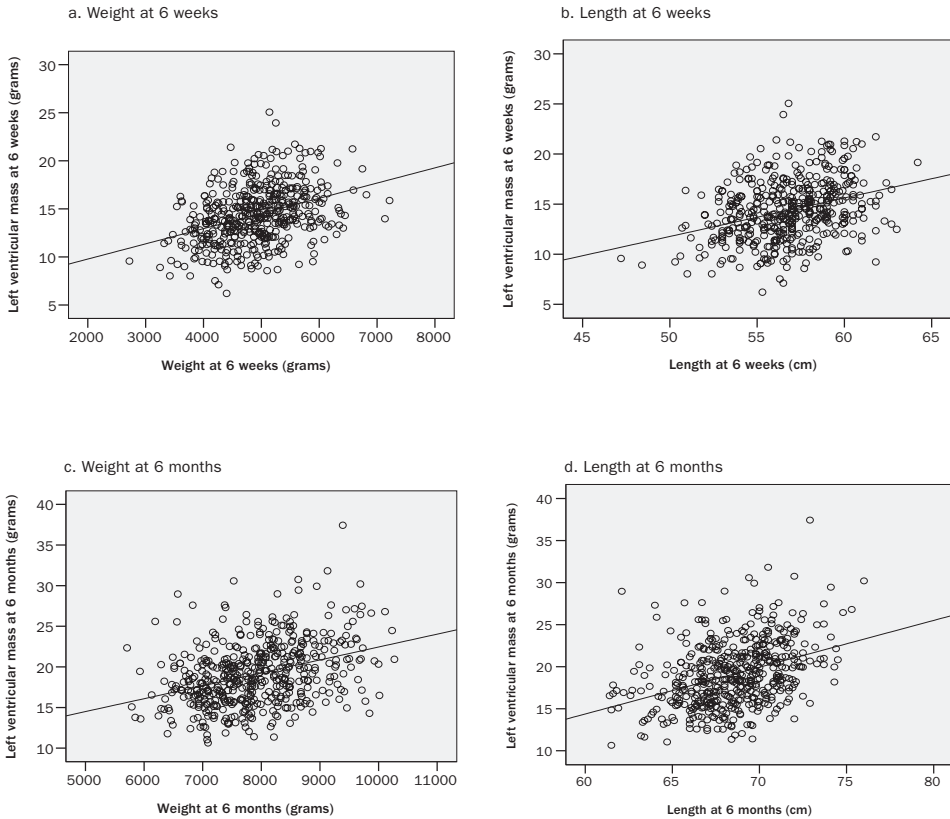 a. Weight at 6 weeks
Left ventricular mass at 6 weeks (grams)
30
25
20
15
10
5
2000 3000 4000 5000 6000 7000 8000
Weight at 6 weeks (grams)
b. Length at 6 weeks
Left ventricular mass at 6 weeks (grams)
30
25
20
15
10
5
45 50 55 60 65
Length at 6 weeks (cm)
c. Weight at 6 months
Left ventricular mass at 6 months (grams)
40
35
30
25
20
15
10
5000 6000 7000 8000 9000 10000 11000
Weight at 6 months (grams)
d. Length at 6 months
Left ventricular mass at 6 months (grams)
40
35
30
25
20
15
10
60 65 70 75 80
Length at 6 months (cm)